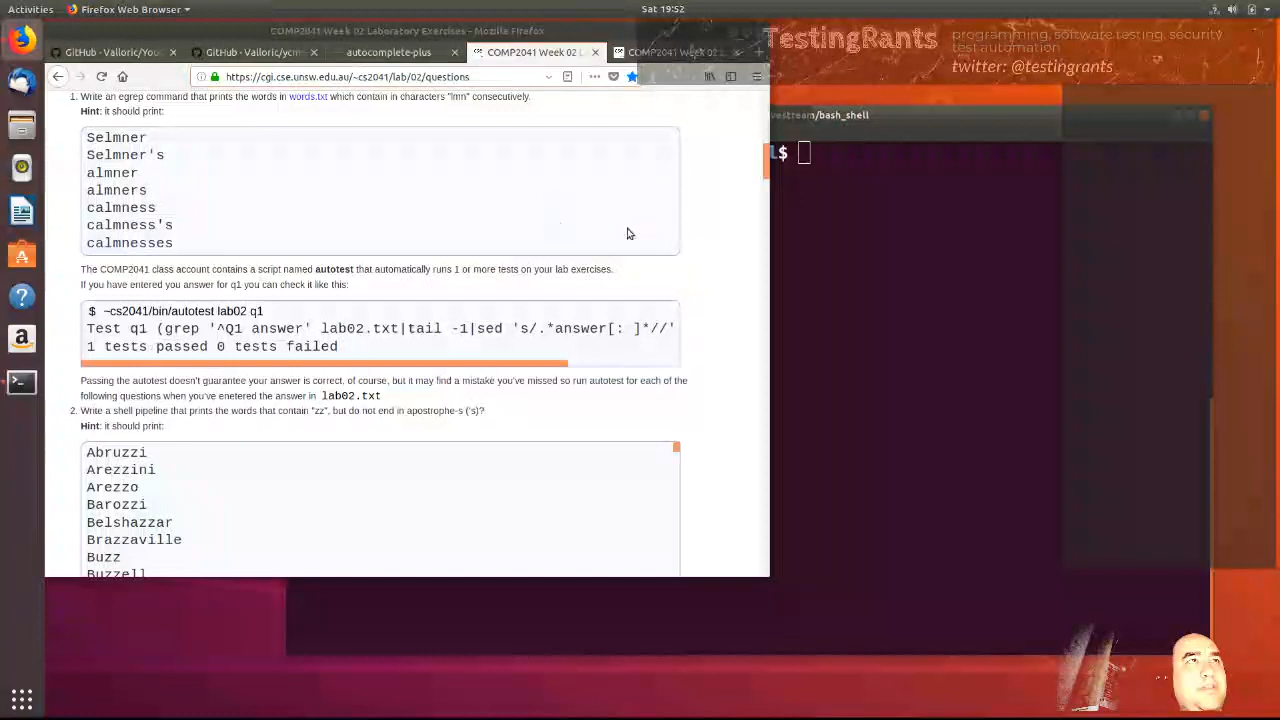 Activities
Firefox Web Browser
Sat 19:52
COMP2041 Week 02 Laboratory Exercises - Mozilla Firefox
GitHub - Valloric/You
GitHub - Valloric/ycm
autocomplete-plus
COMP2041 Week 02 L
COMP2041 Week 02
https://cgi.cse.unsw.edu.au/~cs2041/lab/02/questions
TestingRants
programming, software testing, security
test automation
twitter: @testingrants
vestream/bash_shell
l$
1. Write an egrep command that prints the words in words.txt which contain in characters "lmn" consecutively.
Hint: it should print:
Selmner
Selmner's
almner
almners
calmness
calmness's
calmnesses
The COMP2041 class account contains a script named autotest that automatically runs 1 or more tests on your lab exercises.
If you have entered you answer for q1 you can check it like this:
$ ~cs2041/bin/autotest lab02 q1
Test q1 (grep '^Q1 answer' lab02.txt|tail -1|sed 's/.*answer[: ]*//'
1 tests passed 0 tests failed
Passing the autotest doesn't guarantee your answer is correct, of course, but it may find a mistake you've missed so run autotest for each of the
following questions when you've enetered the answer in lab02.txt
2. Write a shell pipeline that prints the words that contain "zz", but do not end in apostrophe-s ('s)?
Hint: it should print:
Abruzzi
Arezzini
Arezzo
Barozzi
Belshazzar
Brazzaville
Buzz
Buzzell